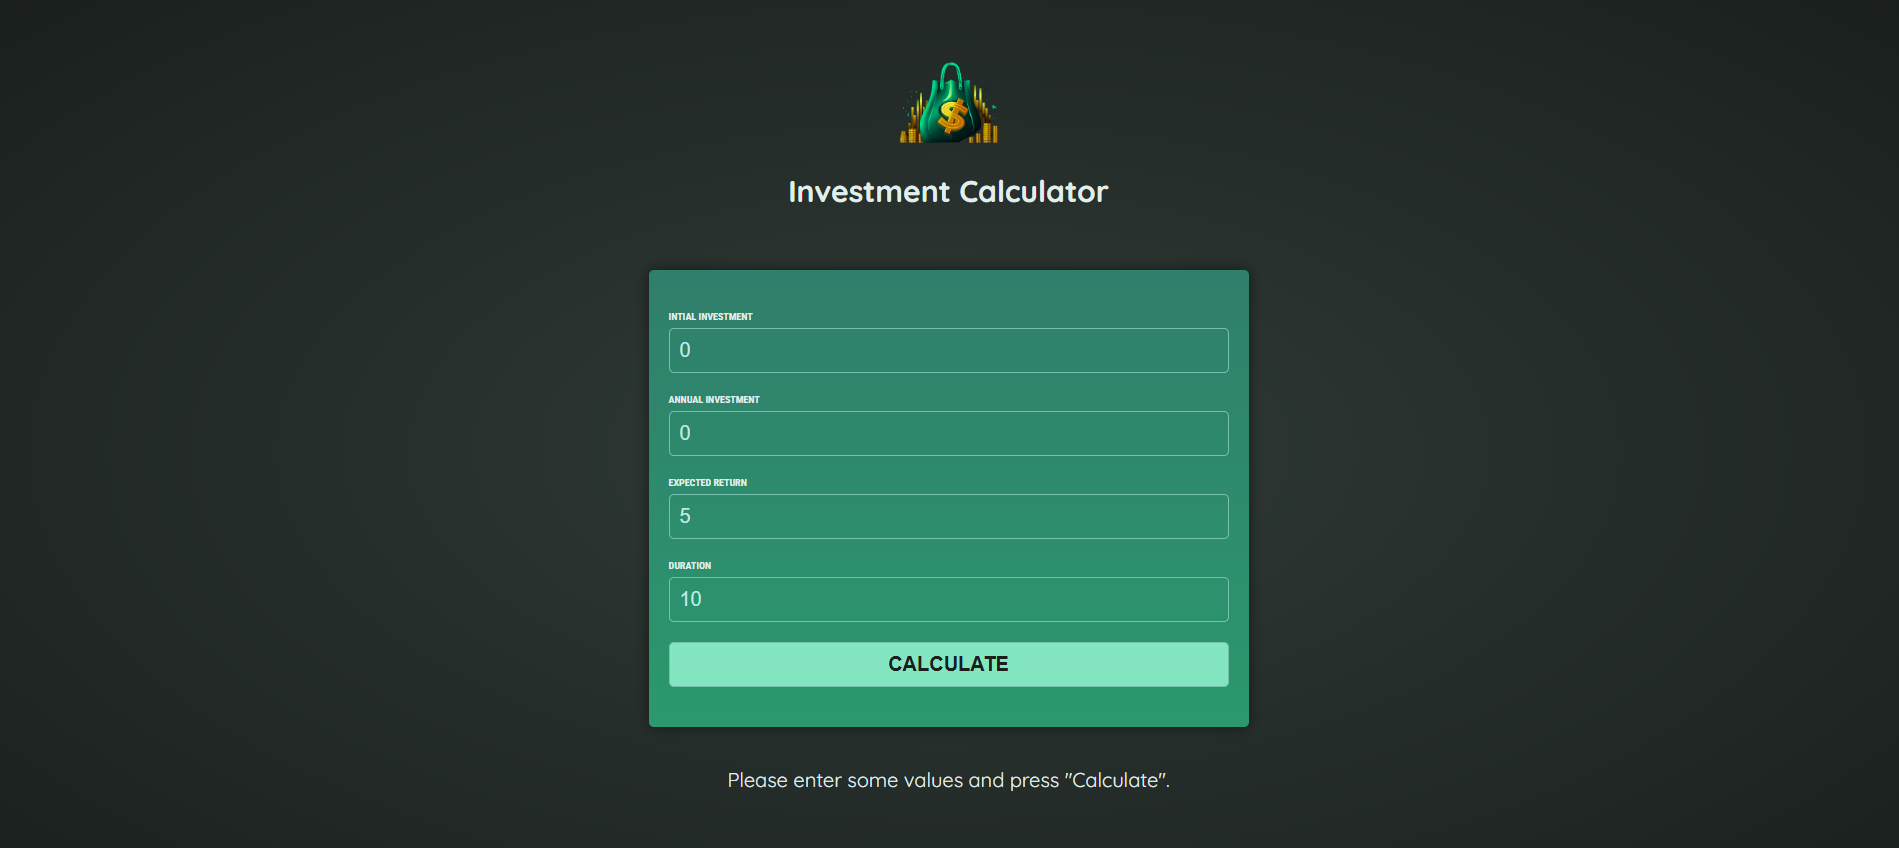 $
Investment Calculator
INTIAL INVESTMENT
0
ANNUAL INVESTMENT
0
EXPECTED RETURN
5
DURATION
10
CALCULATE
Please enter some values and press "Calculate".